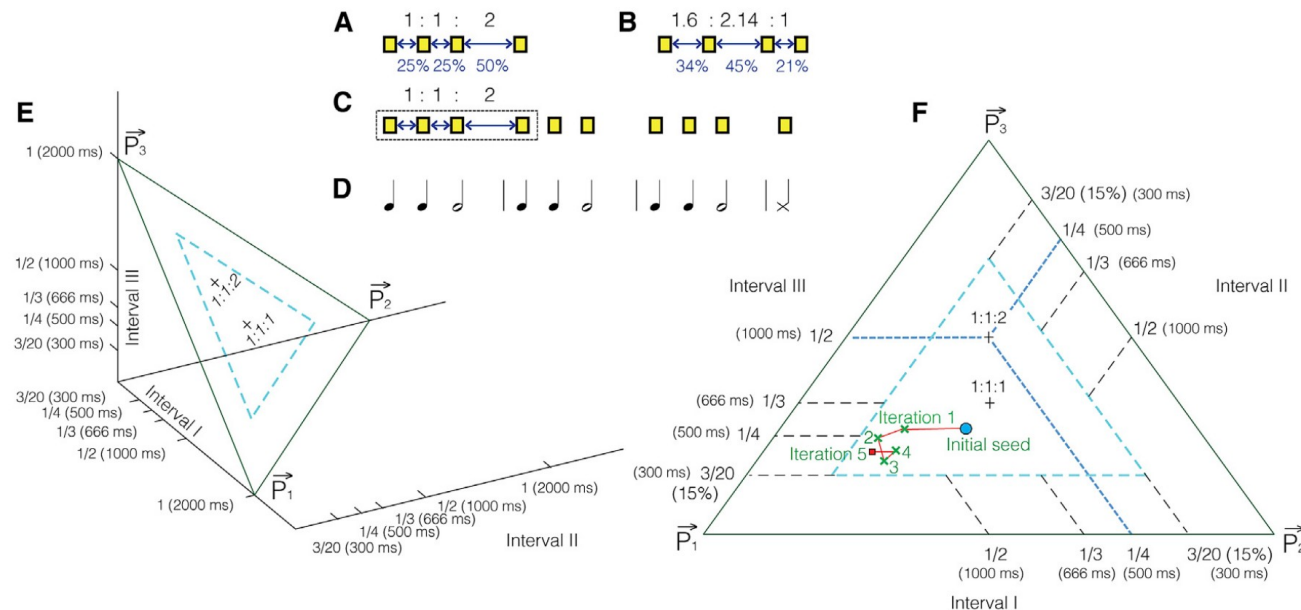 A
1 : 1 : 2
25% 25% 50%
B
1.6 : 2.14 : 1
34% 45% 21%
C
1 : 1 : 2
D
E
P3
1 (2000 ms)
1/2 (1000 ms)
1/3 (666 ms)
1/4 (500 ms)
3/20 (300 ms)
Interval III
1:1:2
1:1:1
P2
3/20 (300 ms)
1/4 (500 ms)
1/3 (666 ms)
1/2 (1000 ms)
Interval I
1 (2000 ms)
P1
1 (2000 ms)
1/2 (1000 ms)
1/3 (666 ms)
1/4 (500 ms)
3/20 (300 ms)
Interval II
F
P3
3/20 (15%) (300 ms)
1/4 (500 ms)
1/3 (666 ms)
Interval III
Interval II
1:1:2
(1000 ms) 1/2
1/2 (1000 ms)
1:1:1
(666 ms) 1/3
Iteration 1
(500 ms) 1/4
2
Initial seed
Iteration 5
4
3
(300 ms) 3/20
(15%)
P1
P2
1/2 1/3 1/4 3/20 (15%)
(1000 ms) (666 ms) (500 ms) (300 ms)
Interval I